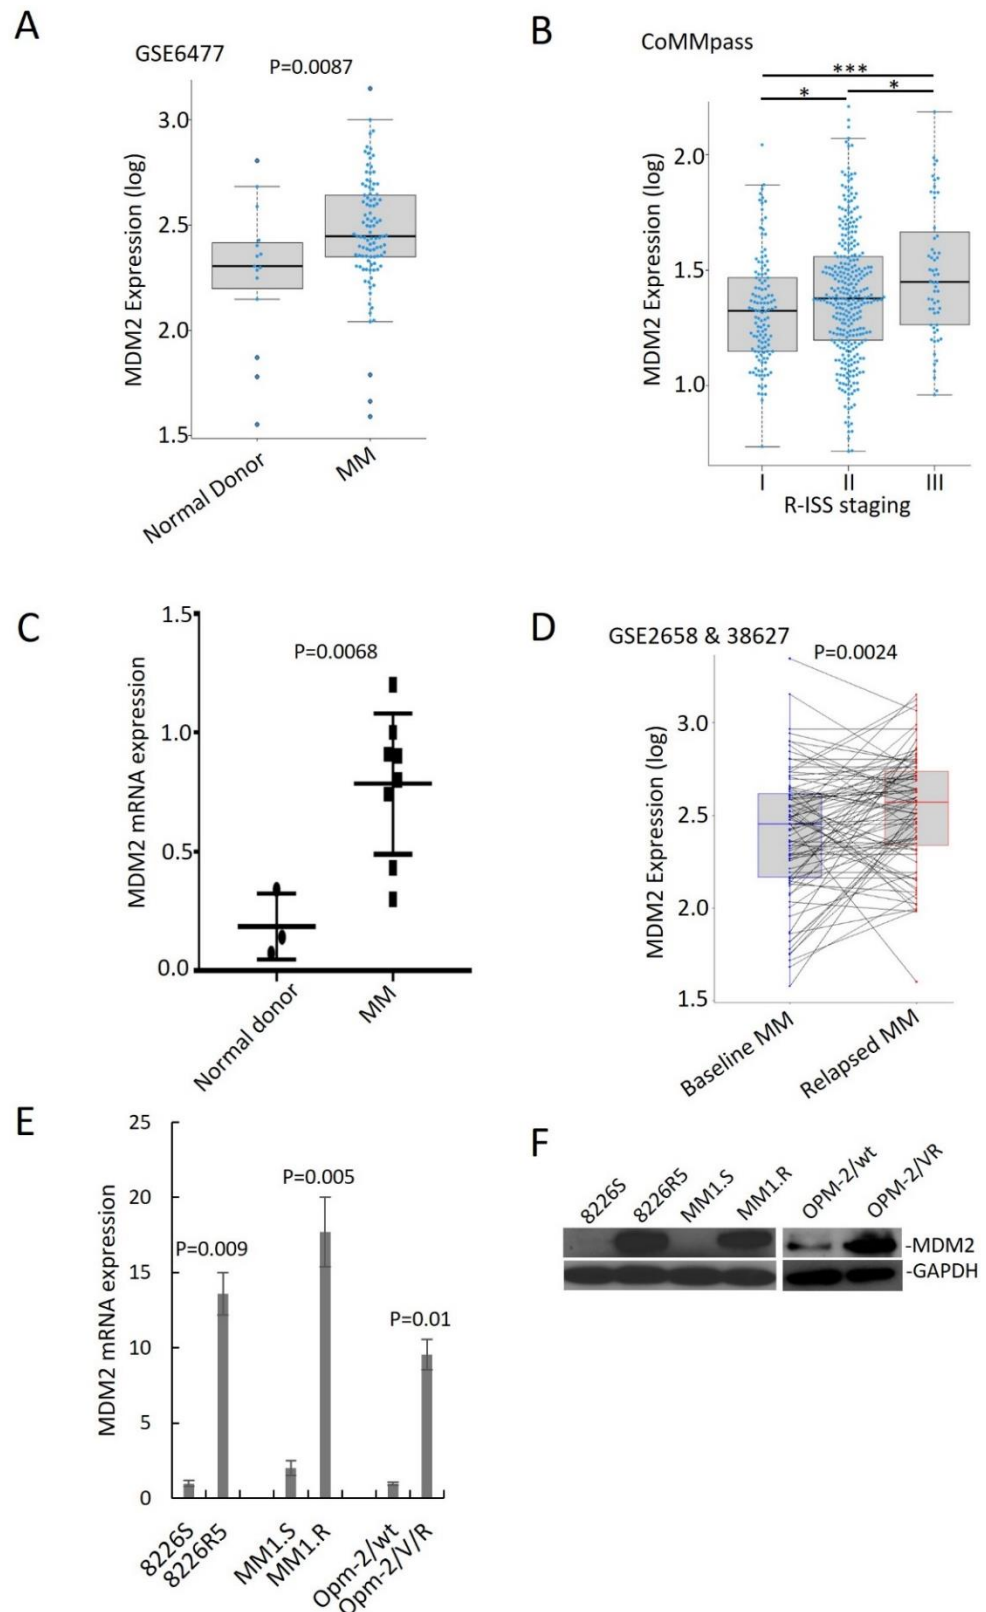 A
GSE6477
P=0.0087
MDM2 Expression (log)
3.0
2.5
2.0
1.5
Normal Donor
MM
B
CoMMpass
***
*
*
MDM2 Expression (log)
2.0
1.5
1.0
I
II
III
R-ISS staging
C
P=0.0068
MDM2 mRNA expression
1.5
1.0
0.5
0.0
Normal donor
MM
D
GSE2658 & 38627
P=0.0024
MDM2 Expression (log)
3.0
2.5
2.0
1.5
Baseline MM
Relapsed MM
E
MDM2 mRNA expression
25
20
15
10
5
0
P=0.009
P=0.005
P=0.01
8226S
8226R5
MM1.S
MM1.R
Opm-2/wt
Opm-2/V/R
F
8226S
8226R5
MM1.S
MM1.R
OPM-2/wt
OPM-2/VR
-MDM2
-GAPDH